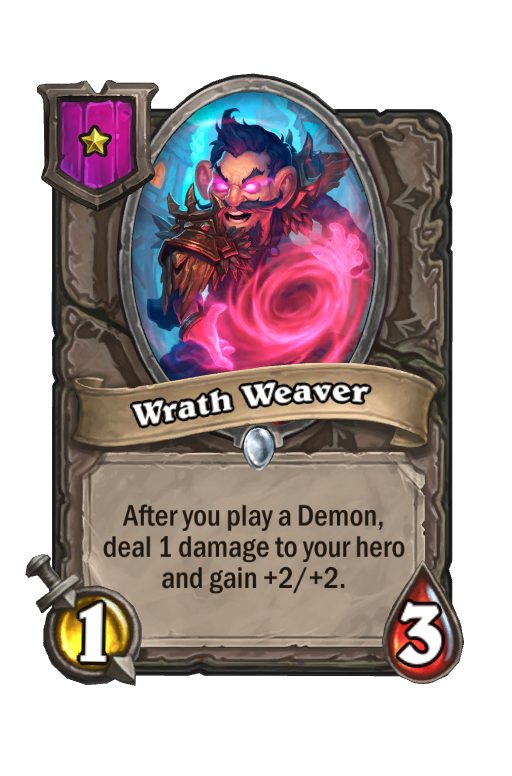 Wrath Weaver
After you play a Demon,
deal 1 damage to your hero
and gain +2/+2.
1
3